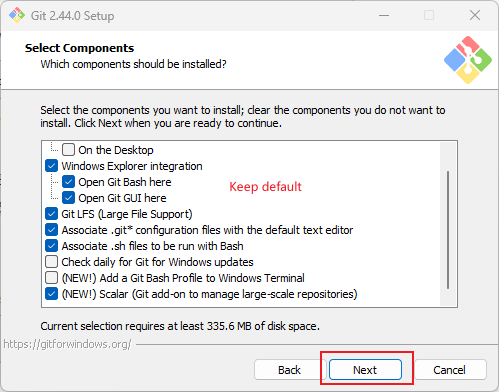 Git 2.44.0 Setup
Select Components
Which components should be installed?
Select the components you want to install; clear the components you do not want to
install. Click Next when you are ready to continue.
On the Desktop
Windows Explorer integration
Open Git Bash here
Keep default
Open Git GUI here
Git LFS (Large File Support)
Associate .git* configuration files with the default text editor
Associate .sh files to be run with Bash
Check daily for Git for Windows updates
(NEW!) Add a Git Bash Profile to Windows Terminal
(NEW!) Scalar (Git add-on to manage large-scale repositories)
Current selection requires at least 335.6 MB of disk space.
https://gitforwindows.org/
Back Next Cancel